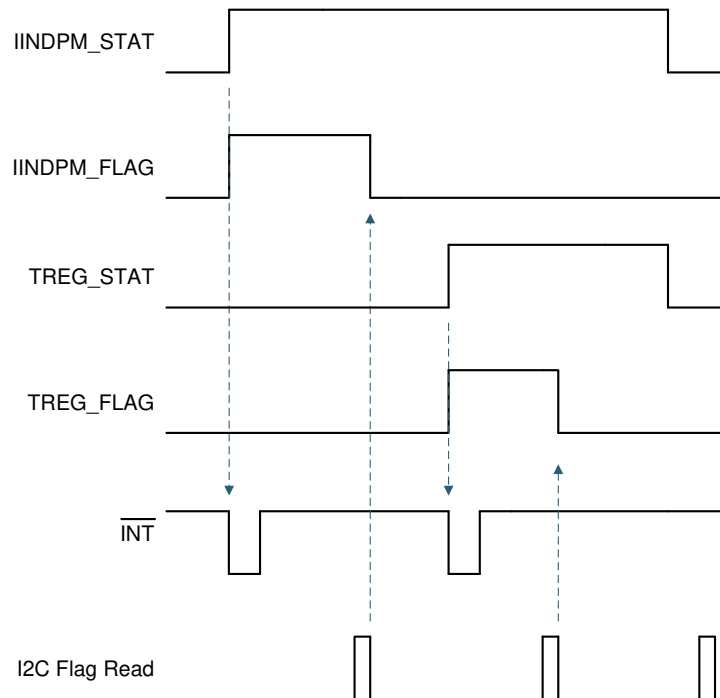 IINDPM_STAT
IINDPM_FLAG
TREG_STAT
TREG_FLAG
INT
I2C Flag Read